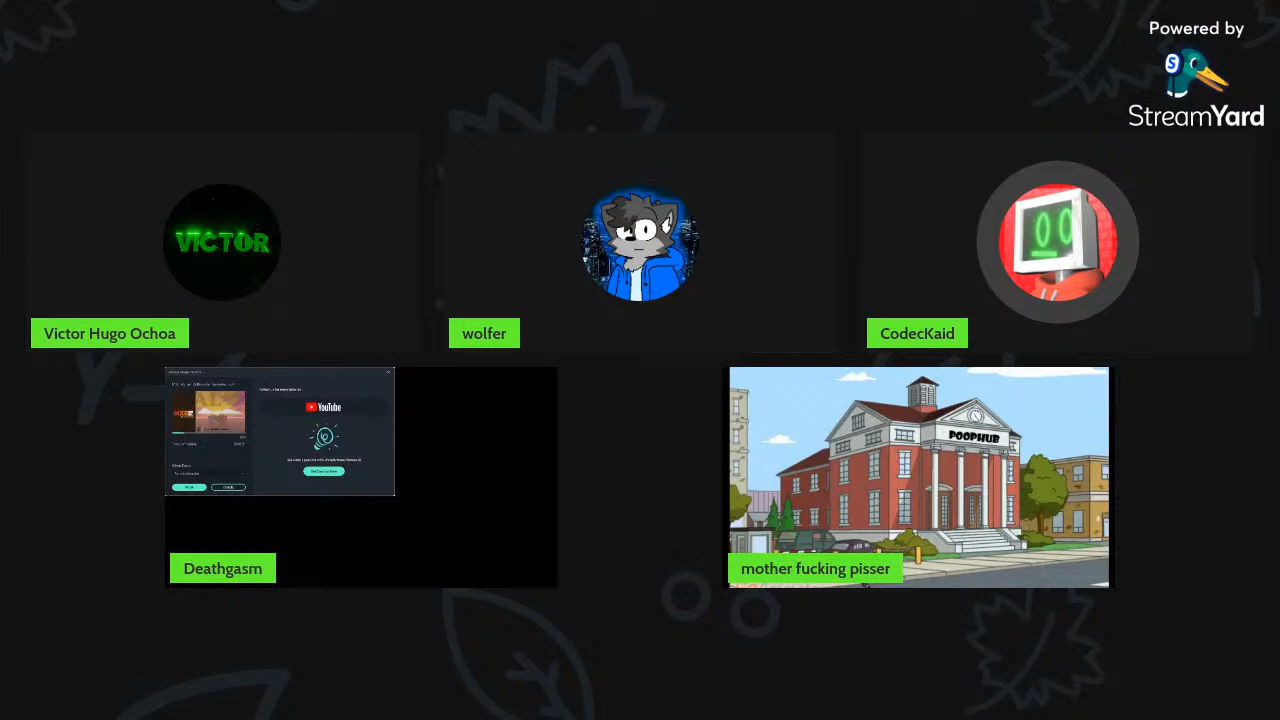 Powered by
S
StreamYard
VICTOR
Victor Hugo Ochoa
wolfer
CodecKaid
YouTube
Deathgasm
POOPHUB
mother fucking pisser